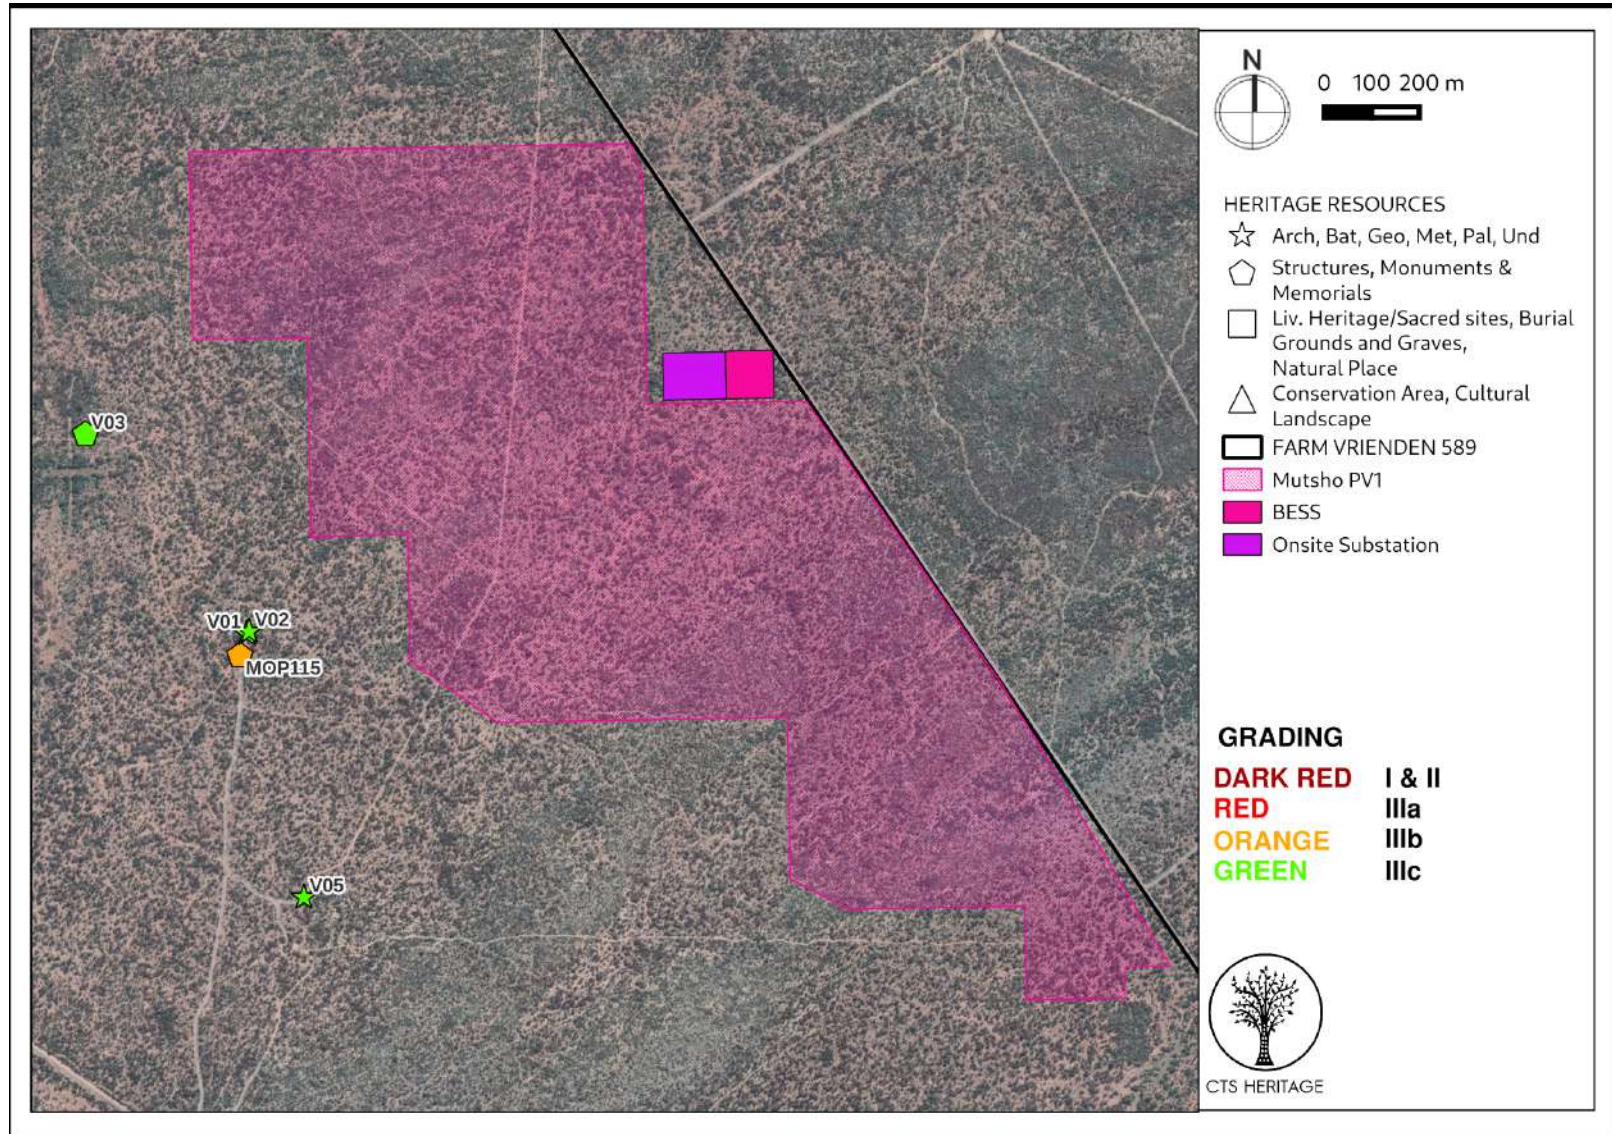 V03
V01
V02
MOP115
V05
N
0 100 200 m
HERITAGE RESOURCES
Arch, Bat, Geo, Met, Pal, Und
Structures, Monuments &
Memorials
Liv. Heritage/Sacred sites, Burial
Grounds and Graves,
Natural Place
Conservation Area, Cultural
Landscape
FARM VRIENDEN 589
Mutsho PV1
BESS
Onsite Substation
GRADING
DARK RED I & II
RED IIIa
ORANGE IIIb
GREEN IIIc
CTS HERITAGE